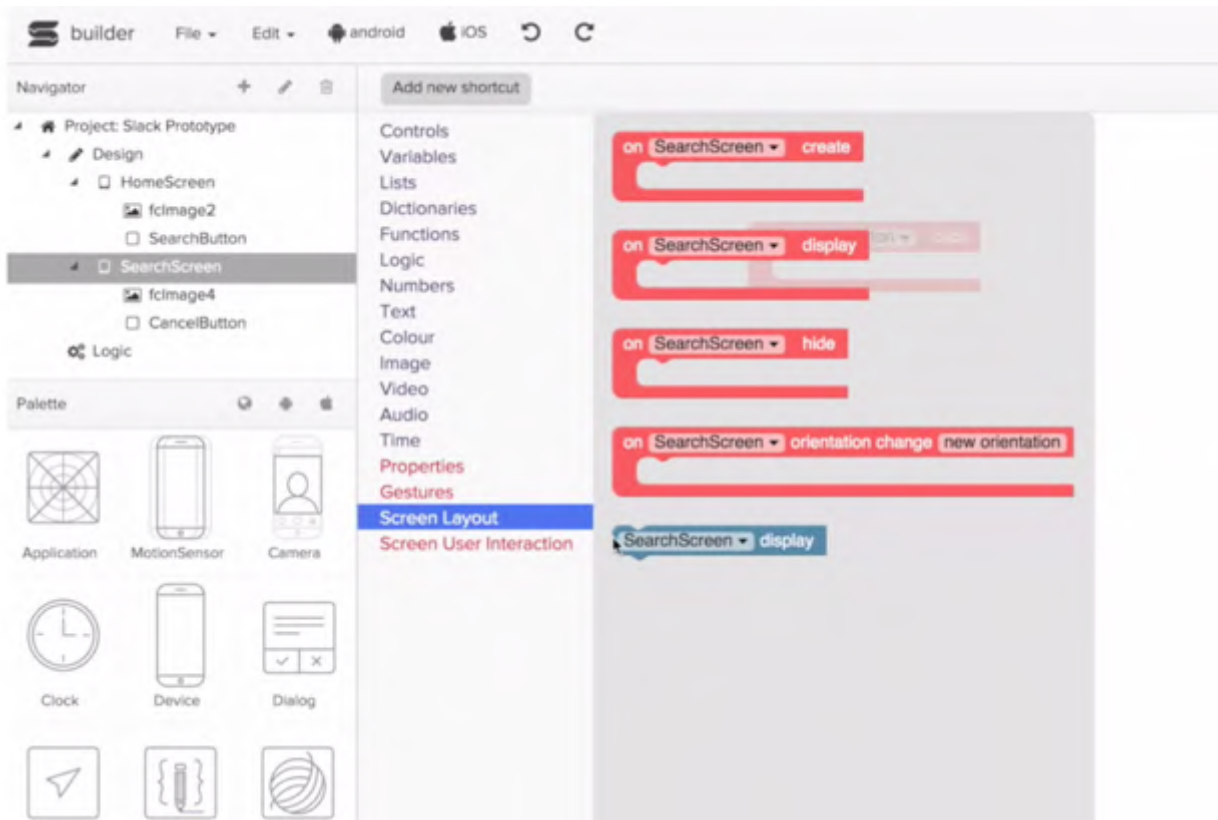 builder File Edit android iOS
Navigator
Add new shortcut
Project: Slack Prototype
Design
HomeScreen
fcImage2
SearchButton
SearchScreen
fcImage4
CancelButton
Logic
Palette
Application MotionSensor Camera
Clock Device Dialog
Controls
Variables
Lists
Dictionaries
Functions
Logic
Numbers
Text
Colour
Image
Video
Audio
Time
Properties
Gestures
Screen Layout
Screen User Interaction
on SearchScreen create
on SearchScreen display
on SearchScreen hide
on SearchScreen orientation change new orientation
SearchScreen display